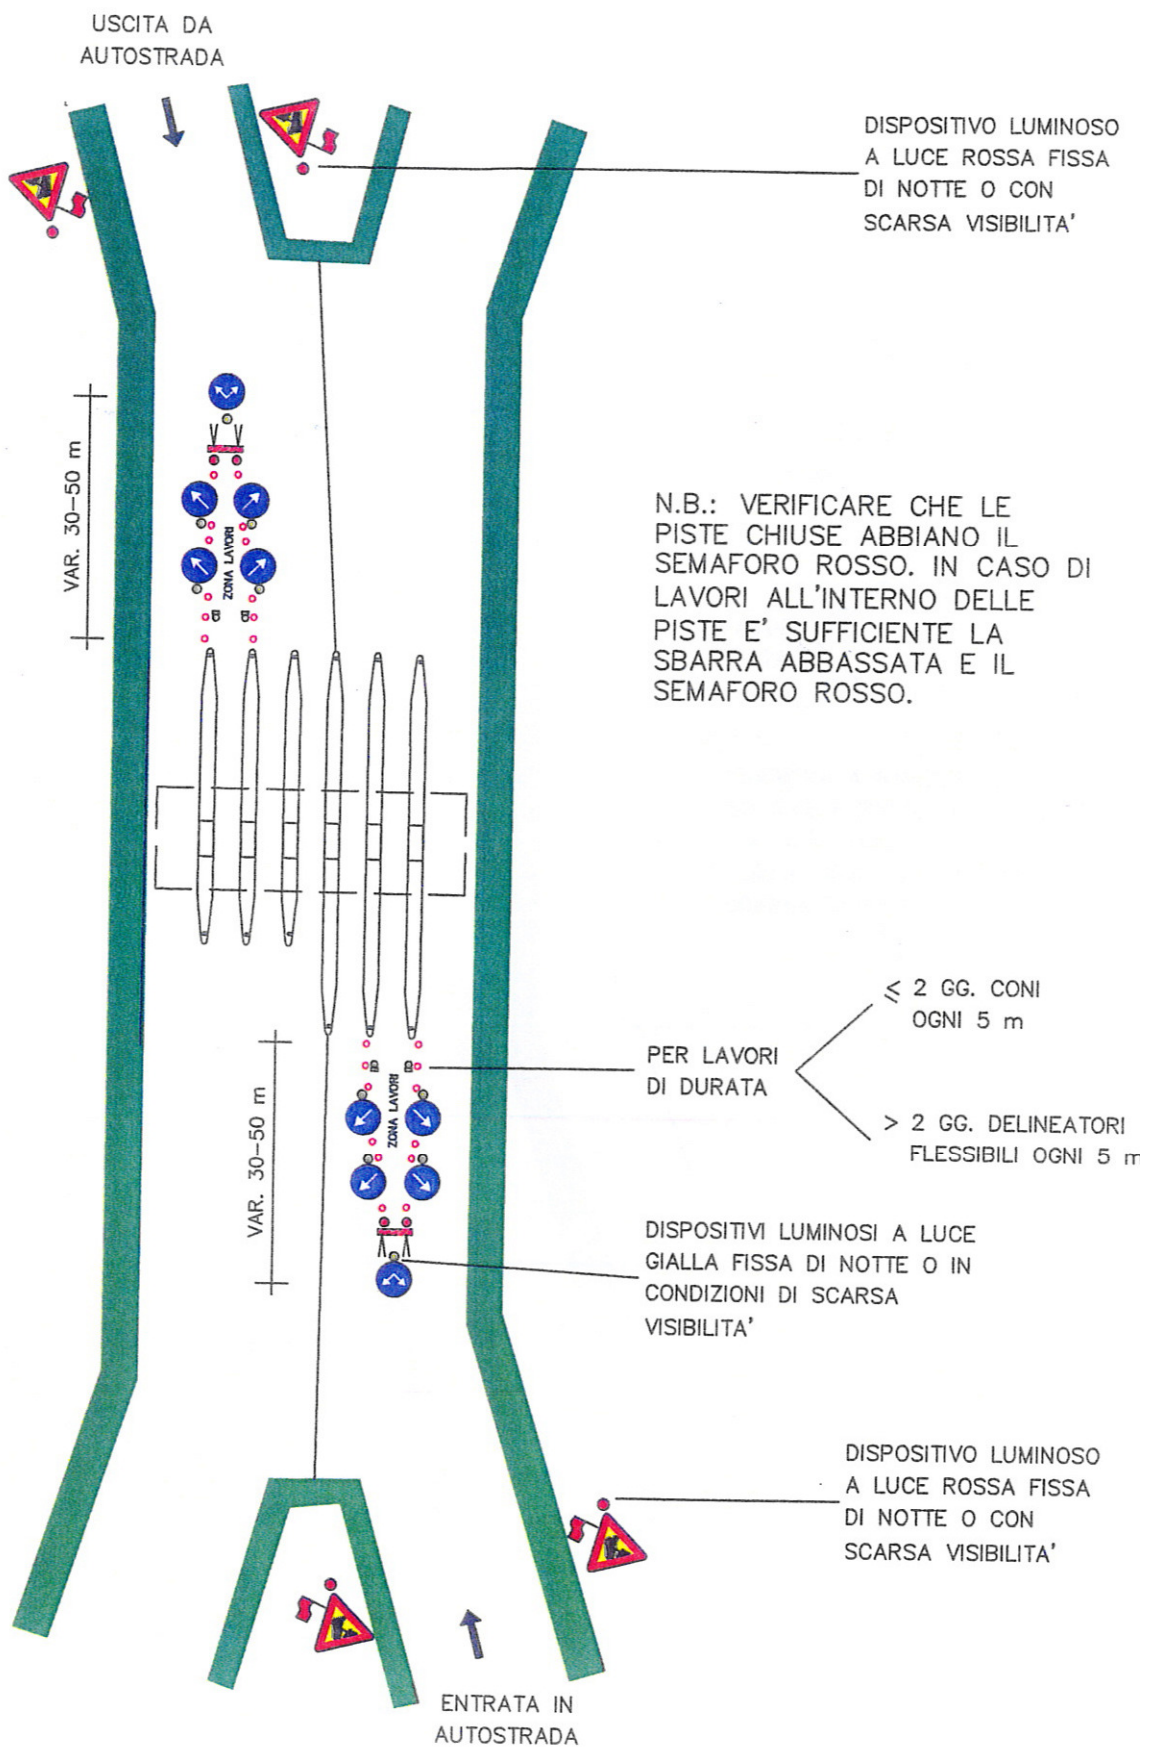 USCITA DA
AUTOSTRADA
DISPOSITIVO LUMINOSO
A LUCE ROSSA FISSA
DI NOTTE O CON
SCARSA VISIBILITA'
VAR. 30-50 m
ZONA LAVORI
N.B.: VERIFICARE CHE LE
PISTE CHIUSE ABBIANO IL
SEMAFORO ROSSO. IN CASO DI
LAVORI ALL'INTERNO DELLE
PISTE E' SUFFICIENTE LA
SBARRA ABBASSATA E IL
SEMAFORO ROSSO.
≤ 2 GG. CONI
OGNI 5 m
PER LAVORI
DI DURATA
> 2 GG. DELINEATORI
FLESSIBILI OGNI 5 m
VAR. 30-50 m
ZONA LAVORI
DISPOSITIVI LUMINOSI A LUCE
GIALLA FISSA DI NOTTE O IN
CONDIZIONI DI SCARSA
VISIBILITA'
DISPOSITIVO LUMINOSO
A LUCE ROSSA FISSA
DI NOTTE O CON
SCARSA VISIBILITA'
ENTRATA IN
AUTOSTRADA